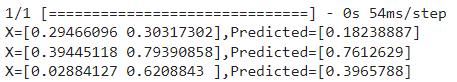 1/1 [==============================] - 0s 54ms/step
X=[0.29466096 0.30317302],Predicted=[0.18238887]
X=[0.39445118 0.79390858],Predicted=[0.7612629]
X=[0.02884127 0.6208843 ],Predicted=[0.3965788]